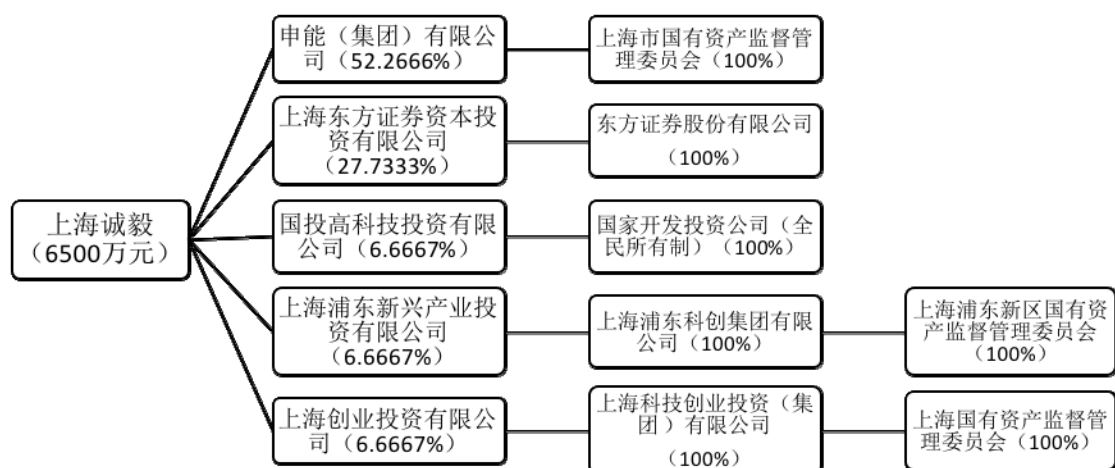 申能（集团）有限公
司（52.2666%）
上海市国有资产监督管
理委员会（100%）
上海东方证券资本投
资有限公司
（27.7333%）
东方证券股份有限公司
（100%）
上海诚毅
（6500万元）
国投高科技投资有限
公司（6.6667%）
国家开发投资公司（全
民所有制）（100%）
上海浦东新兴产业投
资有限公司
（6.6667%）
上海浦东科创集团有限
公司（100%）
上海浦东新区国有资
产监督管理委员会
（100%）
上海创业投资有限公
司（6.6667%）
上海科技创业投资（集
团）有限公司
（100%）
上海国有资产监督管
理委员会（100%）